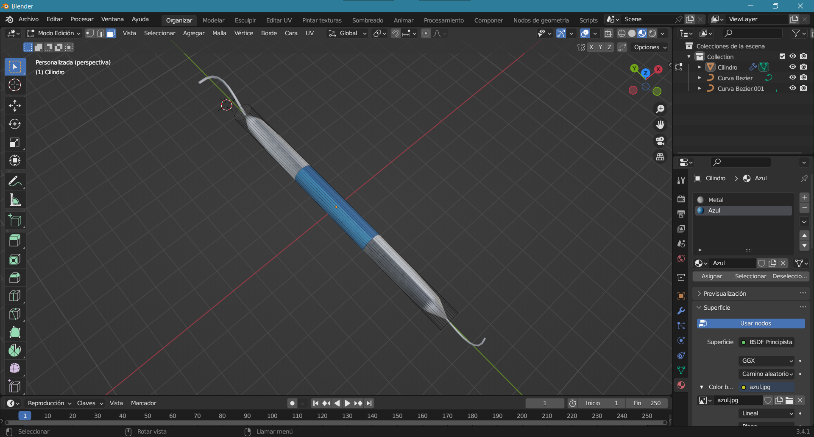 Blender
Archivo Editar Procesar Ventana Ayuda
Organizar Modelar Esculpir Editar UV Pintar texturas Sombreado Animar Procesamiento Componer Nodos de geometría Scripts
Scene
ViewLayer
Modo Edición
Vista Seleccionar Agregar Malla Vértice Borde Cara UV
Global
X Y Z
Opciones
Personalizada (perspectiva)
(1) Cilindro
Y
Z
X
Colecciones de la escena
Collection
Cilindro
Curva Bezier
Curva Bezier.001
Cilindro > Azul
Metal
Azul
Azul
Asignar Seleccionar Deselecció...
Previsualización
Superficie
Usar nodos
Superficie BSDF Principista
GGX
Camino aleatorio
Color b... azul.jpg
azul.jpg
Lineal
Reproducción Claves Vista Marcador
1
Inicio 1 Fin 250
1 10 20 30 40 50 60 70 80 90 100 110 120 130 140 150 160 170 180 190 200 210 220 230 240 250
Seleccionar Rotar vista Llamar menú
3.4.1